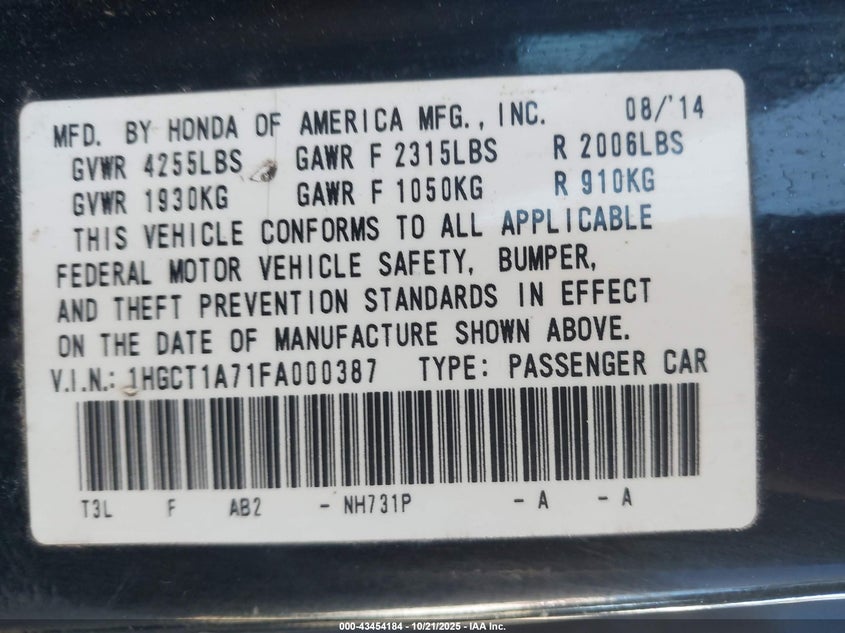 MFD. BY HONDA OF AMERICA MFG., INC. 08/'14
GVWR 4255LBS GAWR F 2315LBS R 2006LBS
GVWR 1930KG GAWR F 1050KG R 910KG
THIS VEHICLE CONFORMS TO ALL APPLICABLE
FEDERAL MOTOR VEHICLE SAFETY, BUMPER,
AND THEFT PREVENTION STANDARDS IN EFFECT
ON THE DATE OF MANUFACTURE SHOWN ABOVE.
V.I.N.: 1HGCT1A71FA000387 TYPE: PASSENGER CAR
T3L F AB2 - NH731P - A - A
000-43454184 - 10/21/2025 - IAA Inc.